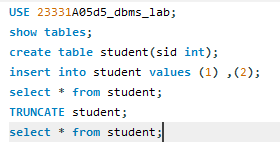 USE 23331A05d5_dbms_lab;
show tables;
create table student(sid int);
insert into student values (1) ,(2);
select * from student;
TRUNCATE student;
select * from student;